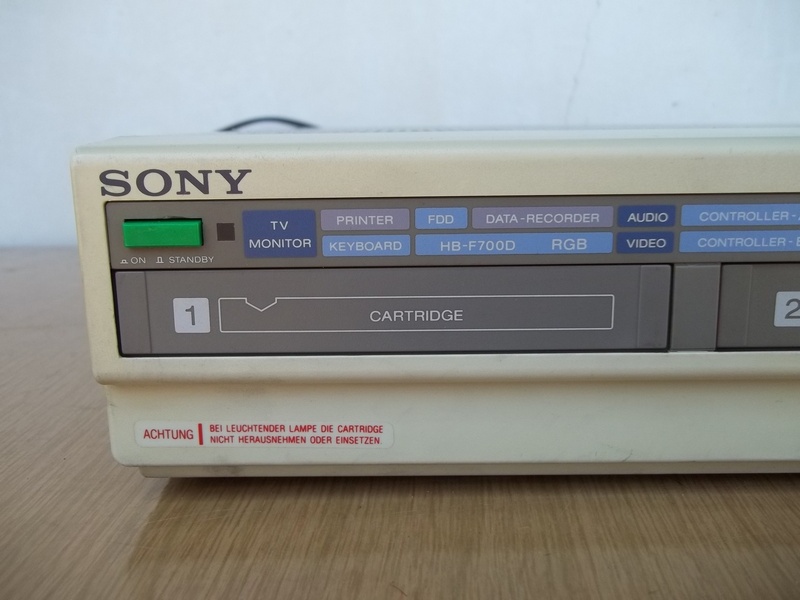 SONY
TV MONITOR
PRINTER
FDD
DATA-RECORDER
AUDIO
CONTROLLER-
KEYBOARD
HB-F700D RGB
VIDEO
CONTROLLER-
ON STANDBY
1
CARTRIDGE
2
ACHTUNG
BEI LEUCHTENDER LAMPE DIE CARTRIDGE
NICHT HERAUSNEHMEN ODER EINSETZEN.